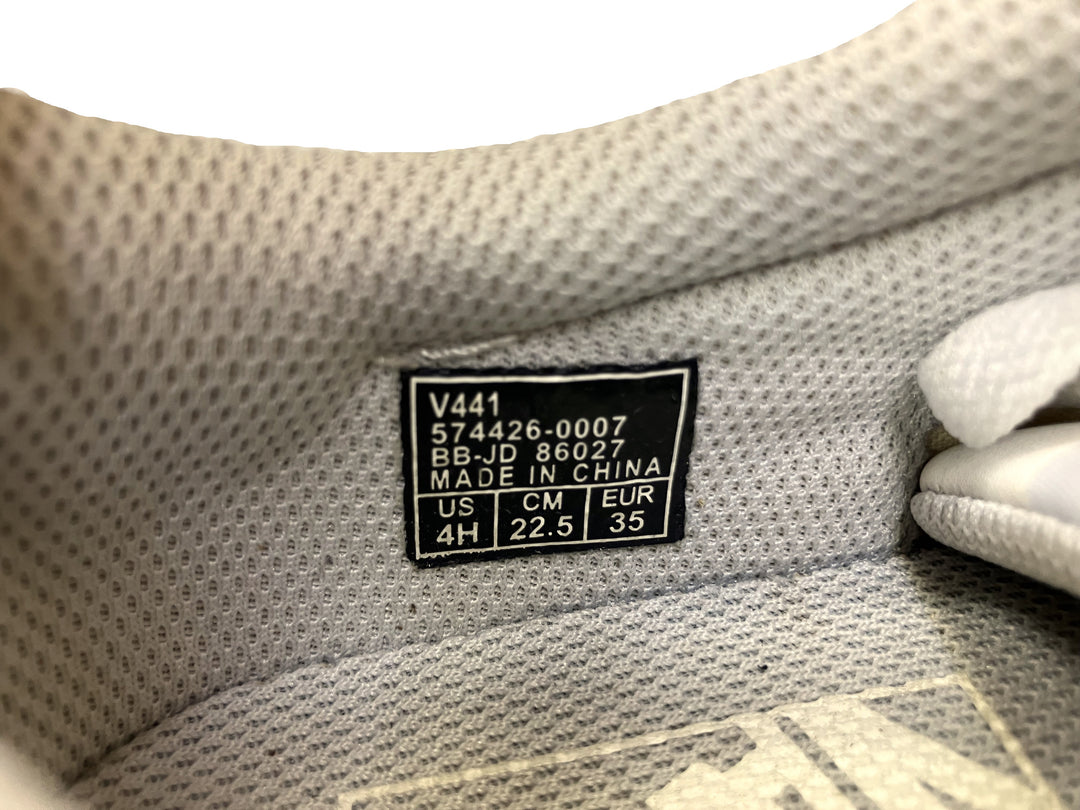 V441
574426-0007
BB-JD 86027
MADE IN CHINA
US CM EUR
4H 22.5 35